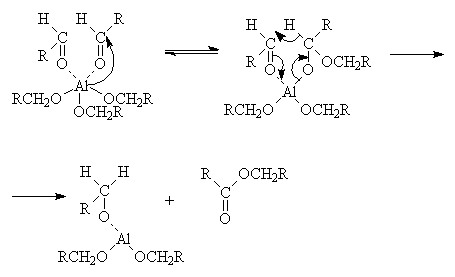 H R
H
C C
R
O O
Al
RCH₂O OCH₂R
OCH₂R
H H R
C C
R OCH₂R
O O
Al
RCH₂O OCH₂R
H H
C
R O
Al
RCH₂O OCH₂R
+
R OCH₂R
C
O